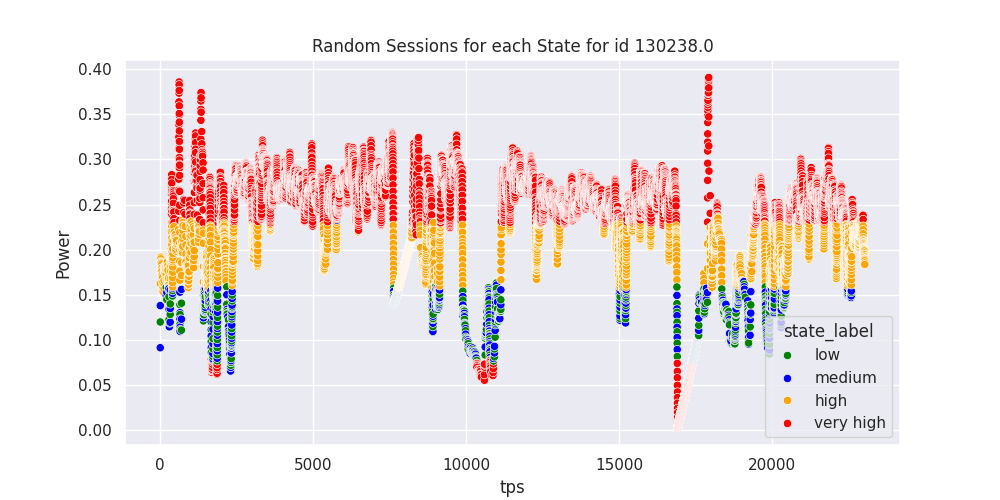 Random Sessions for each State for id 130238.0
0.40
0.35
0.30
0.25
0.20
0.15
0.10
0.05
0.00
Power
state_label
low
medium
high
very high
0 5000 10000 15000 20000
tps